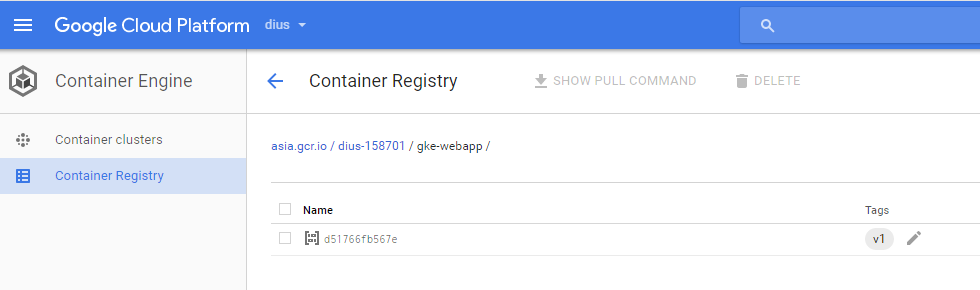 Google Cloud Platform dius
Container Engine
Container Registry SHOW PULL COMMAND DELETE
Container clusters
Container Registry
asia.gcr.io / dius-158701 / gke-webapp /
Name Tags
d51766fb567e v1